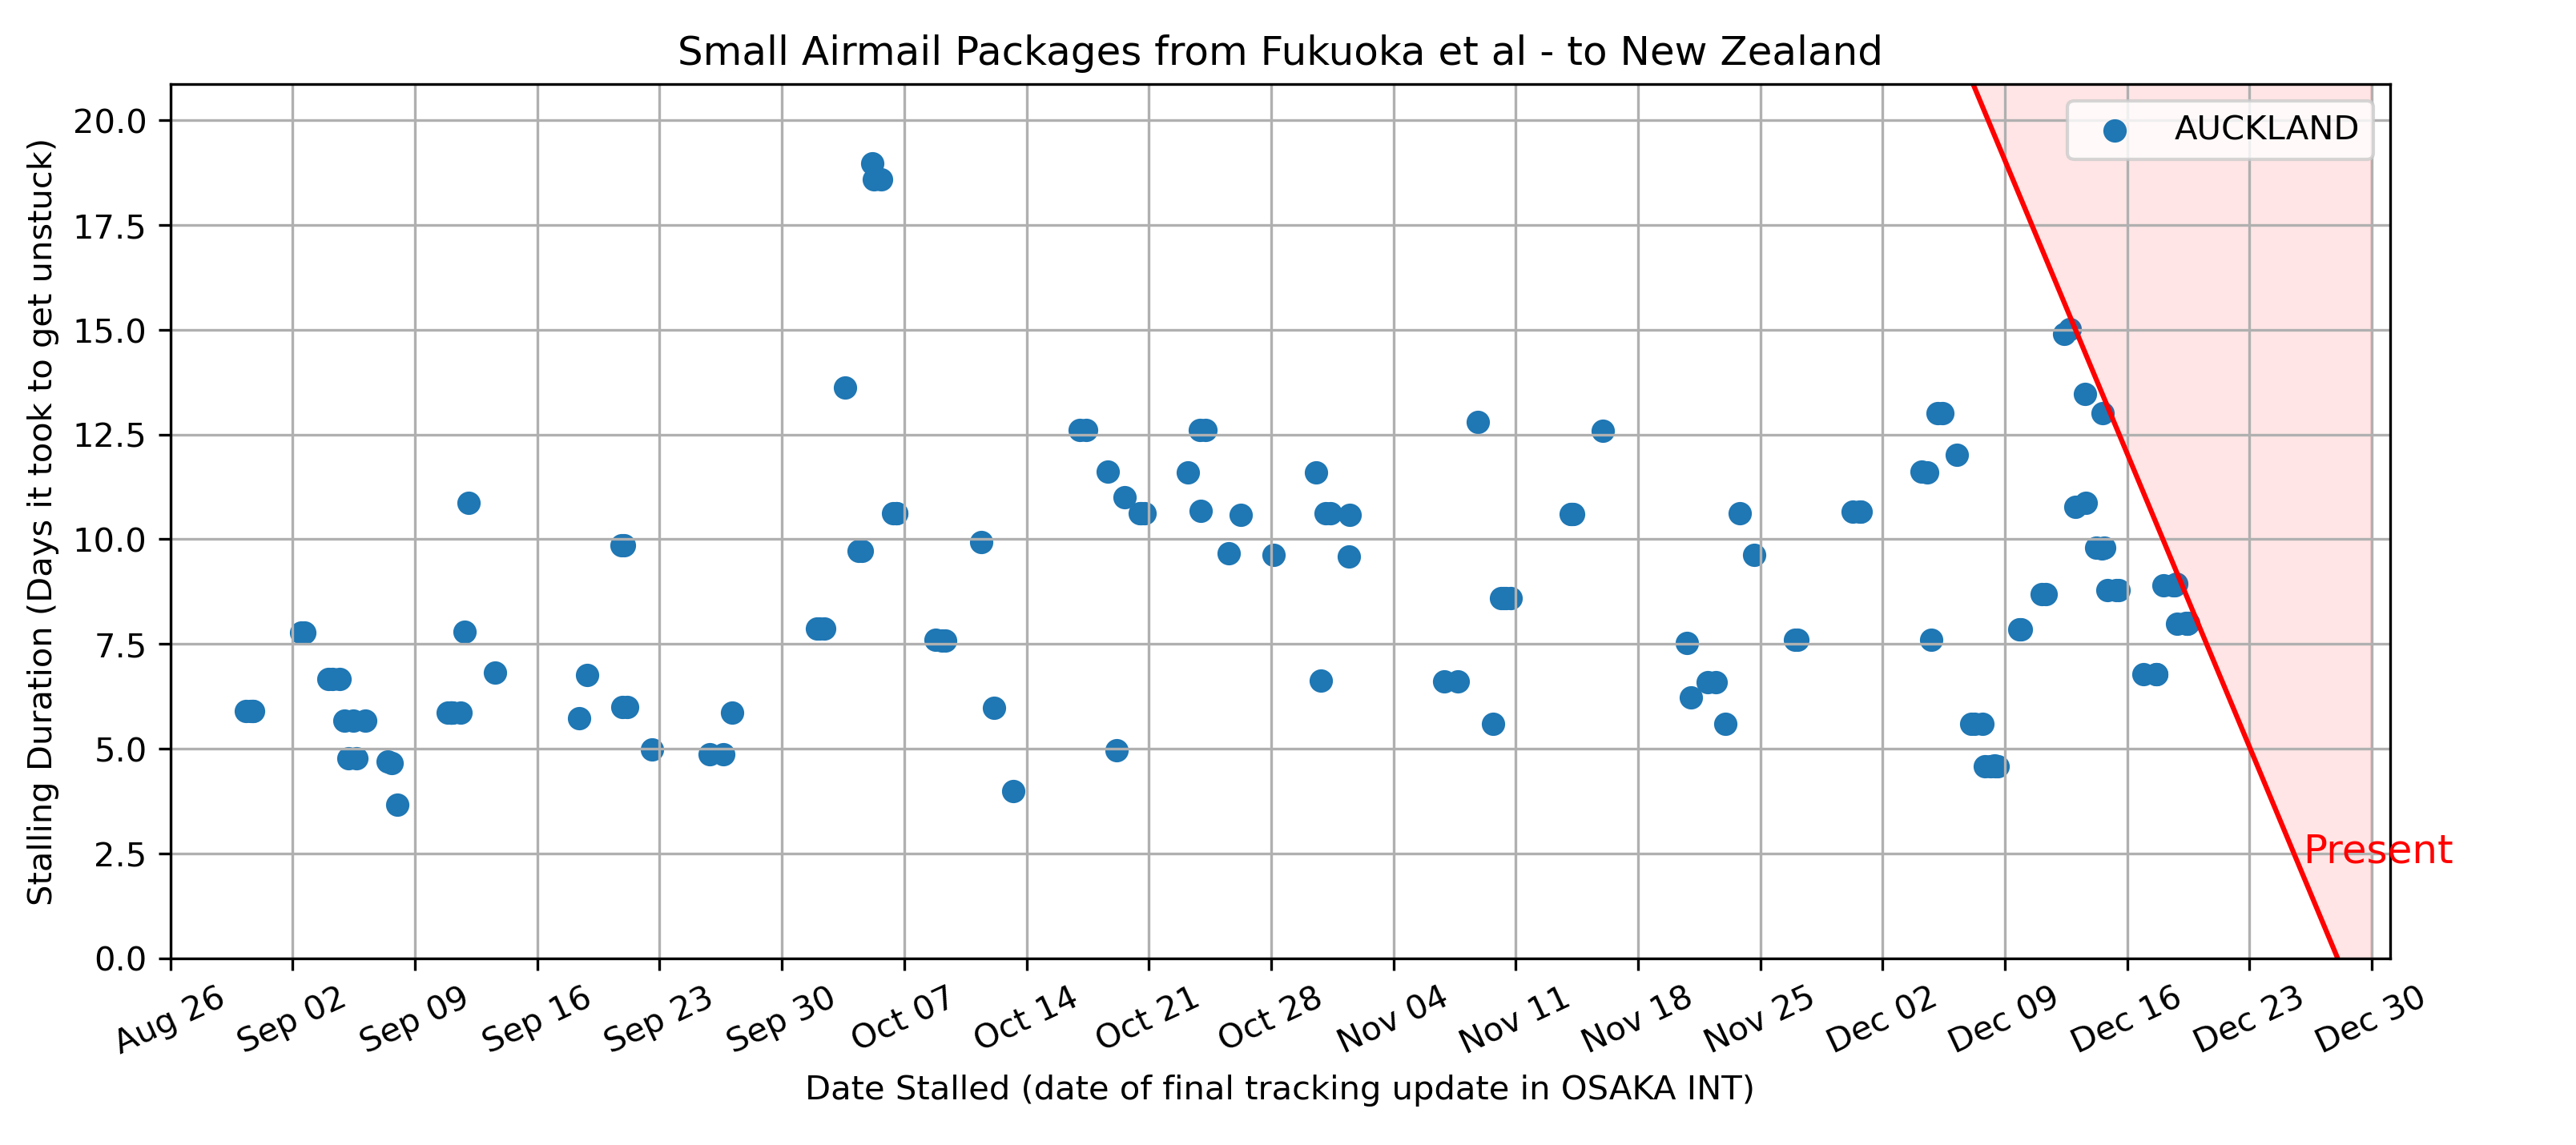 Small Airmail Packages from Fukuoka et al - to New Zealand
AUCKLAND
Stalling Duration (Days it took to get unstuck)
20.0
17.5
15.0
12.5
10.0
7.5
5.0
2.5
0.0
Present
Aug 26
Sep 02
Sep 09
Sep 16
Sep 23
Sep 30
Oct 07
Oct 14
Oct 21
Oct 28
Nov 04
Nov 11
Nov 18
Nov 25
Dec 02
Dec 09
Dec 16
Dec 23
Dec 30
Date Stalled (date of final tracking update in OSAKA INT)